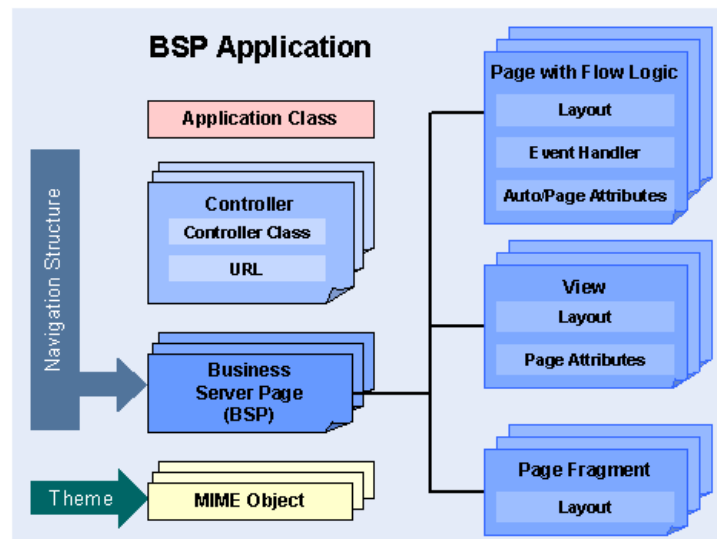 BSP Application
Application Class
Navigation Structure
Controller
Controller Class
URL
Business
Server Page
(BSP)
Theme
MIME Object
Page with Flow Logic
Layout
Event Handler
Auto/Page Attributes
View
Layout
Page Attributes
Page Fragment
Layout